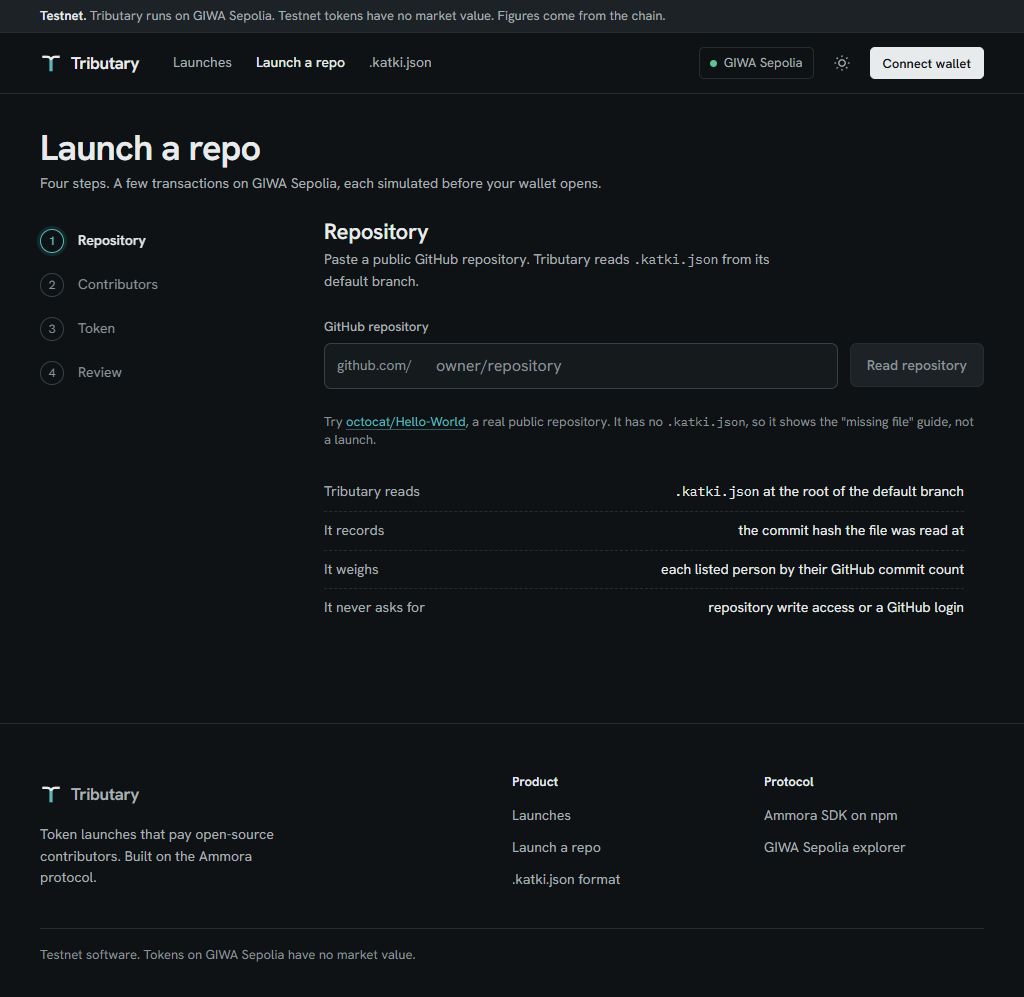 Testnet. Tributary runs on GIWA Sepolia. Testnet tokens have no market value. Figures come from the chain.
Tributary
Launches
Launch a repo
.katki.json
GIWA Sepolia
Connect wallet
Launch a repo
Four steps. A few transactions on GIWA Sepolia, each simulated before your wallet opens.
1 Repository
2 Contributors
3 Token
4 Review
Repository
Paste a public GitHub repository. Tributary reads .katki.json from its
default branch.
GitHub repository
github.com/ owner/repository
Read repository
Try octocat/Hello-World, a real public repository. It has no .katki.json, so it shows the "missing file" guide, not
a launch.
Tributary reads .katki.json at the root of the default branch
It records the commit hash the file was read at
It weighs each listed person by their GitHub commit count
It never asks for repository write access or a GitHub login
Tributary
Token launches that pay open-source
contributors. Built on the Ammora
protocol.
Product
Launches
Launch a repo
.katki.json format
Protocol
Ammora SDK on npm
GIWA Sepolia explorer
Testnet software. Tokens on GIWA Sepolia have no market value.